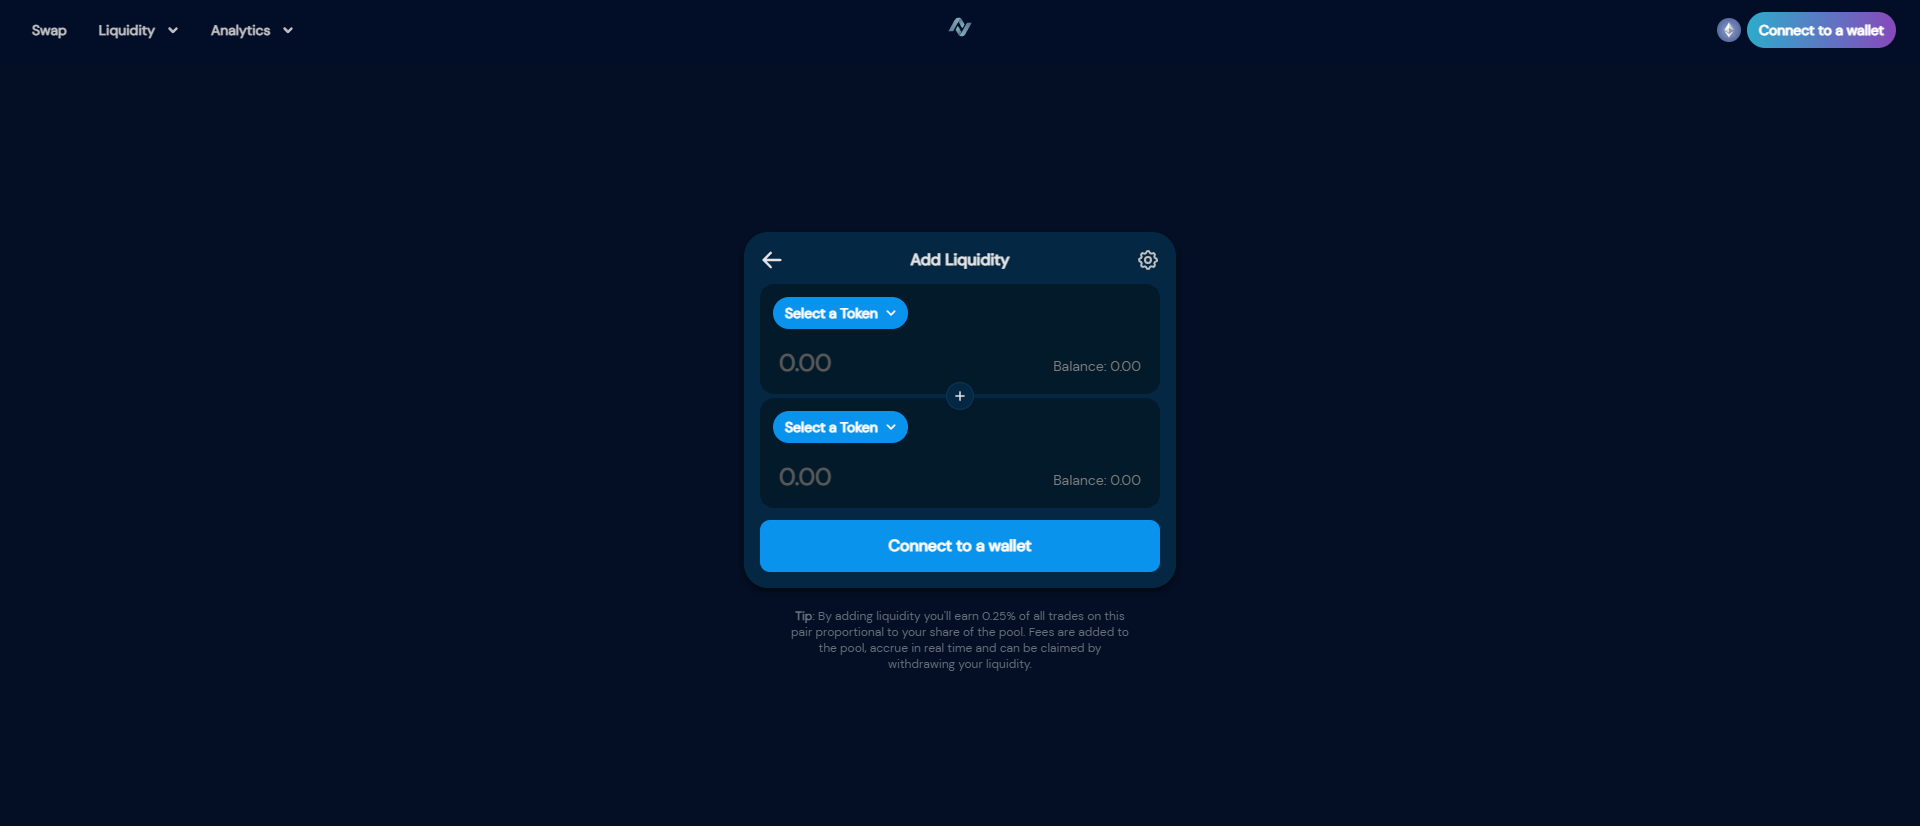 Swap
Liquidity
Analytics
Connect to a wallet
Add Liquidity
Select a Token
0.00
Balance: 0.00
+
Select a Token
0.00
Balance: 0.00
Connect to a wallet
Tip: By adding liquidity you'll earn 0.25% of all trades on this
pair proportional to your share of the pool. Fees are added to
the pool, accrue in real time and can be claimed by
withdrawing your liquidity.